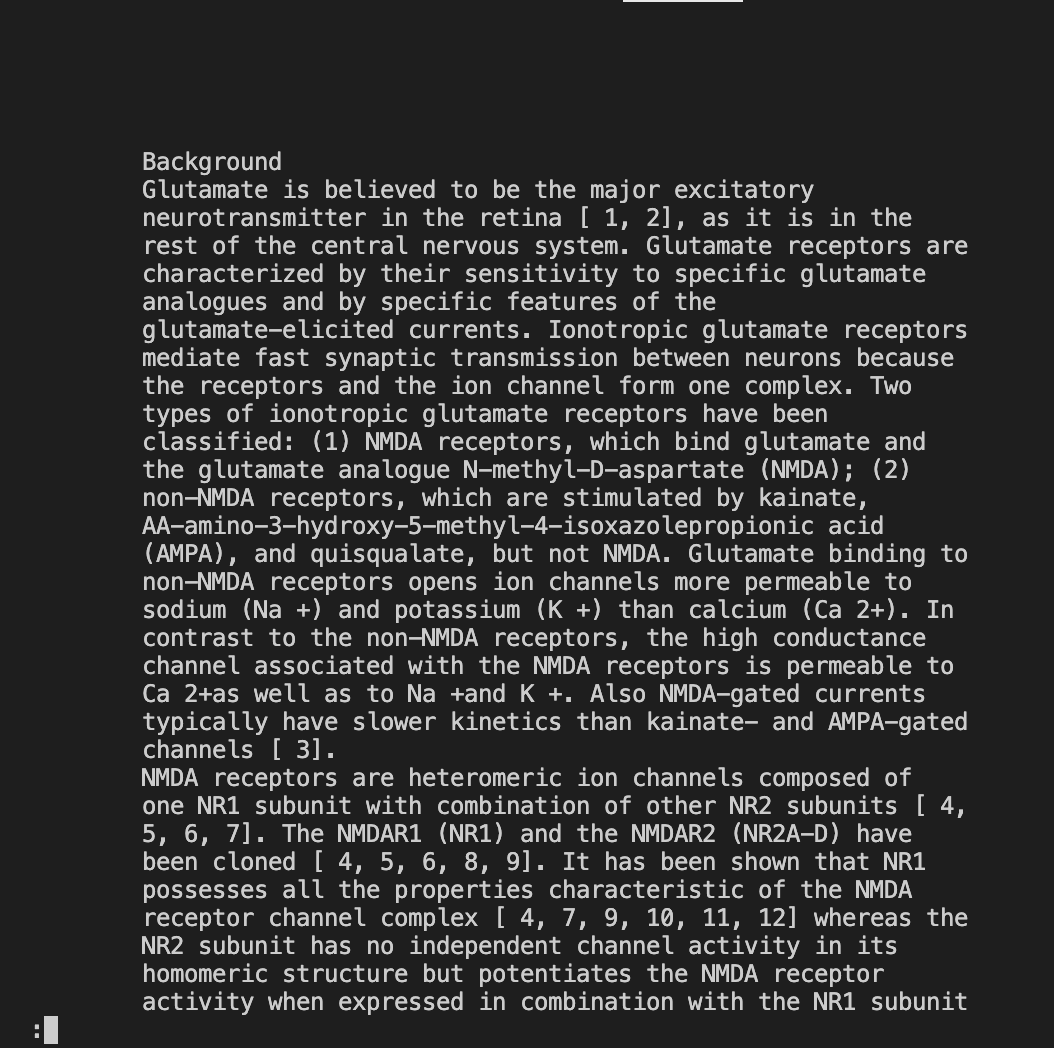 Background
Glutamate is believed to be the major excitatory
neurotransmitter in the retina [ 1, 2], as it is in the
rest of the central nervous system. Glutamate receptors are
characterized by their sensitivity to specific glutamate
analogues and by specific features of the
glutamate-elicited currents. Ionotropic glutamate receptors
mediate fast synaptic transmission between neurons because
the receptors and the ion channel form one complex. Two
types of ionotropic glutamate receptors have been
classified: (1) NMDA receptors, which bind glutamate and
the glutamate analogue N-methyl-D-aspartate (NMDA); (2)
non-NMDA receptors, which are stimulated by kainate,
AA-amino-3-hydroxy-5-methyl-4-isoxazolepropionic acid
(AMPA), and quisqualate, but not NMDA. Glutamate binding to
non-NMDA receptors opens ion channels more permeable to
sodium (Na +) and potassium (K +) than calcium (Ca 2+). In
contrast to the non-NMDA receptors, the high conductance
channel associated with the NMDA receptors is permeable to
Ca 2+as well as to Na +and K +. Also NMDA-gated currents
typically have slower kinetics than kainate- and AMPA-gated
channels [ 3].
NMDA receptors are heteromeric ion channels composed of
one NR1 subunit with combination of other NR2 subunits [ 4,
5, 6, 7]. The NMDAR1 (NR1) and the NMDAR2 (NR2A-D) have
been cloned [ 4, 5, 6, 8, 9]. It has been shown that NR1
possesses all the properties characteristic of the NMDA
receptor channel complex [ 4, 7, 9, 10, 11, 12] whereas the
NR2 subunit has no independent channel activity in its
homomeric structure but potentiates the NMDA receptor
activity when expressed in combination with the NR1 subunit
: